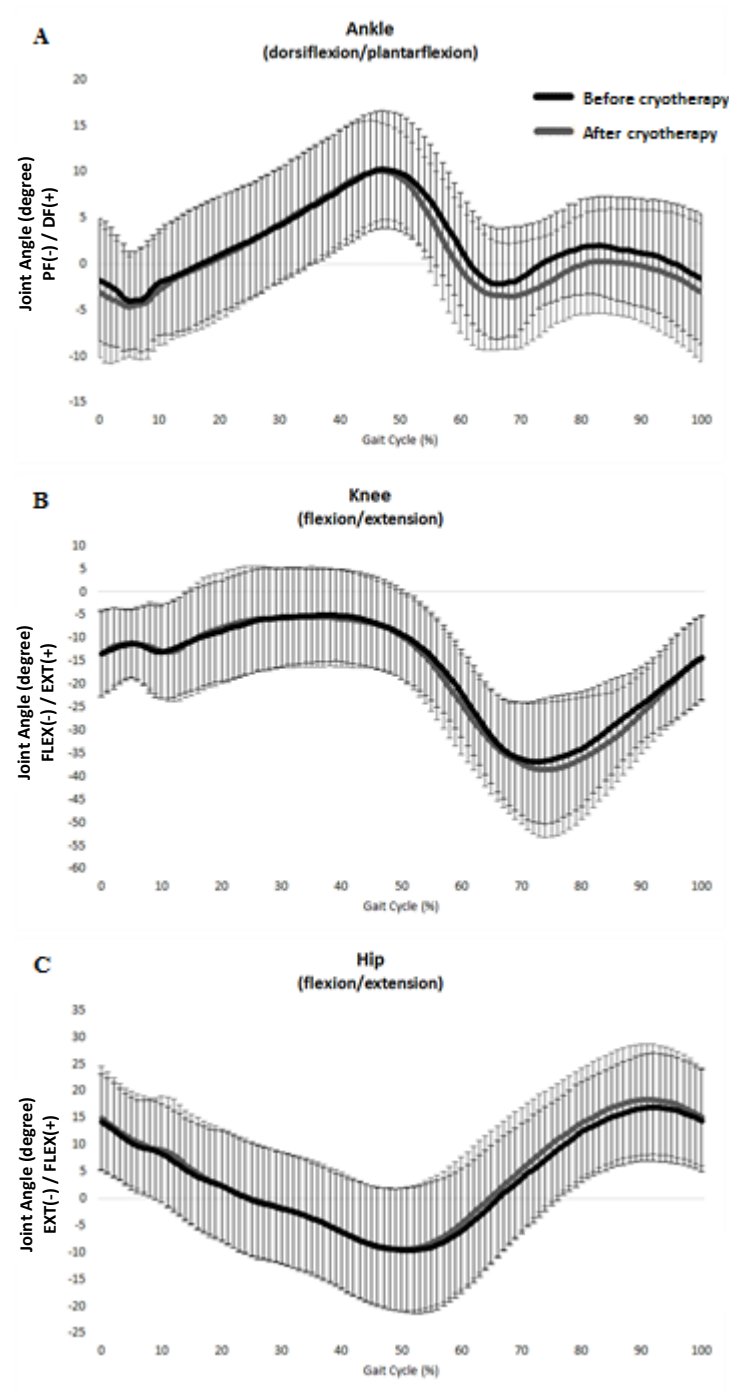 A
Ankle
(dorsiflexion/plantarflexion)
Before cryotherapy
After cryotherapy
Joint Angle (degree)
PF(-) / DF(+)
20
15
10
5
0
-5
-10
-15
0 10 20 30 40 50 60 70 80 90 100
Gait Cycle (%)
B
Knee
(flexion/extension)
Joint Angle (degree)
FLEX(-) / EXT(+)
10
5
0
-5
-10
-15
-20
-25
-30
-35
-40
-45
-50
-55
-60
0 10 20 30 40 50 60 70 80 90 100
Gait Cycle (%)
C
Hip
(flexion/extension)
Joint Angle (degree)
EXT(-) / FLEX(+)
35
30
25
20
15
10
5
0
-5
-10
-15
-20
-25
0 10 20 30 40 50 60 70 80 90 100
Gait Cycle (%)